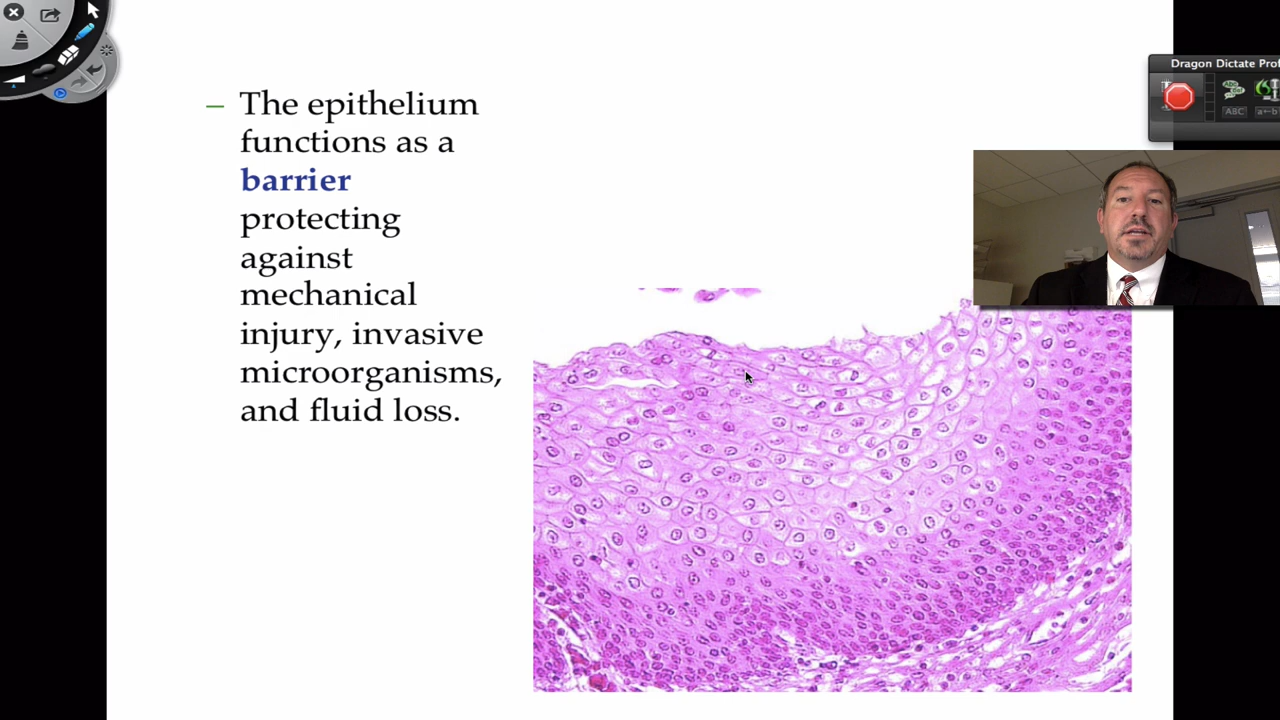 – The epithelium
functions as a
barrier
protecting
against
mechanical
injury, invasive
microorganisms,
and fluid loss.
Dragon Dictate Prof
ABC